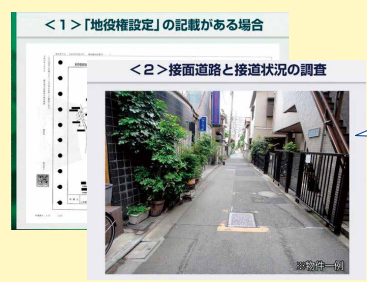 ＜1＞「地役権設定」の記載がある場合
＜2＞接面道路と接道状況の調査
※物件一例